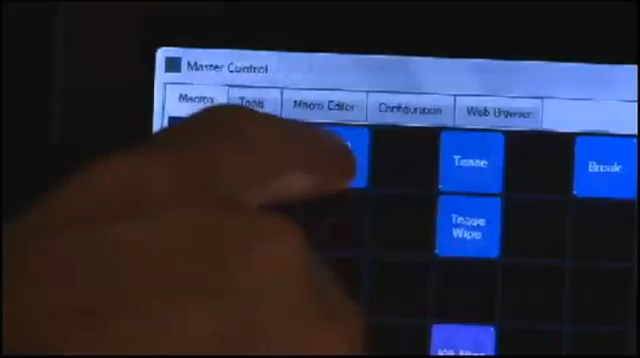 Master Control
Macros Tools Macro Editor Configuration Web Browser
Tease Break
Tease
Wipe